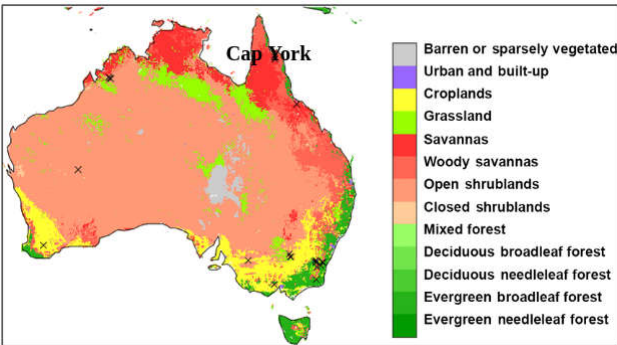 Cap York
Barren or sparsely vegetated
Urban and built-up
Croplands
Grassland
Savannas
Woody savannas
Open shrublands
Closed shrublands
Mixed forest
Deciduous broadleaf forest
Deciduous needleleaf forest
Evergreen broadleaf forest
Evergreen needleleaf forest